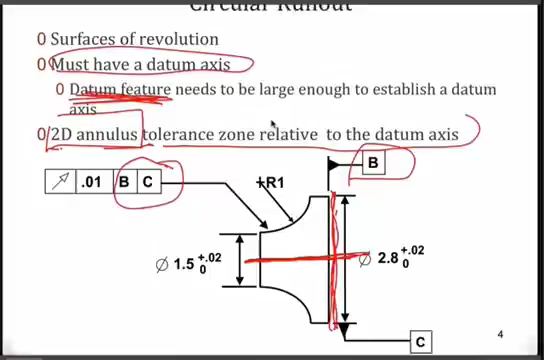 Circular Runout
0 Surfaces of revolution
0 Must have a datum axis
0 Datum feature needs to be large enough to establish a datum
axis
0 2D annulus tolerance zone relative to the datum axis
B
.01 B C
R1
∅ 1.5 +.02 0
∅ 2.8 +.02 0
C
4